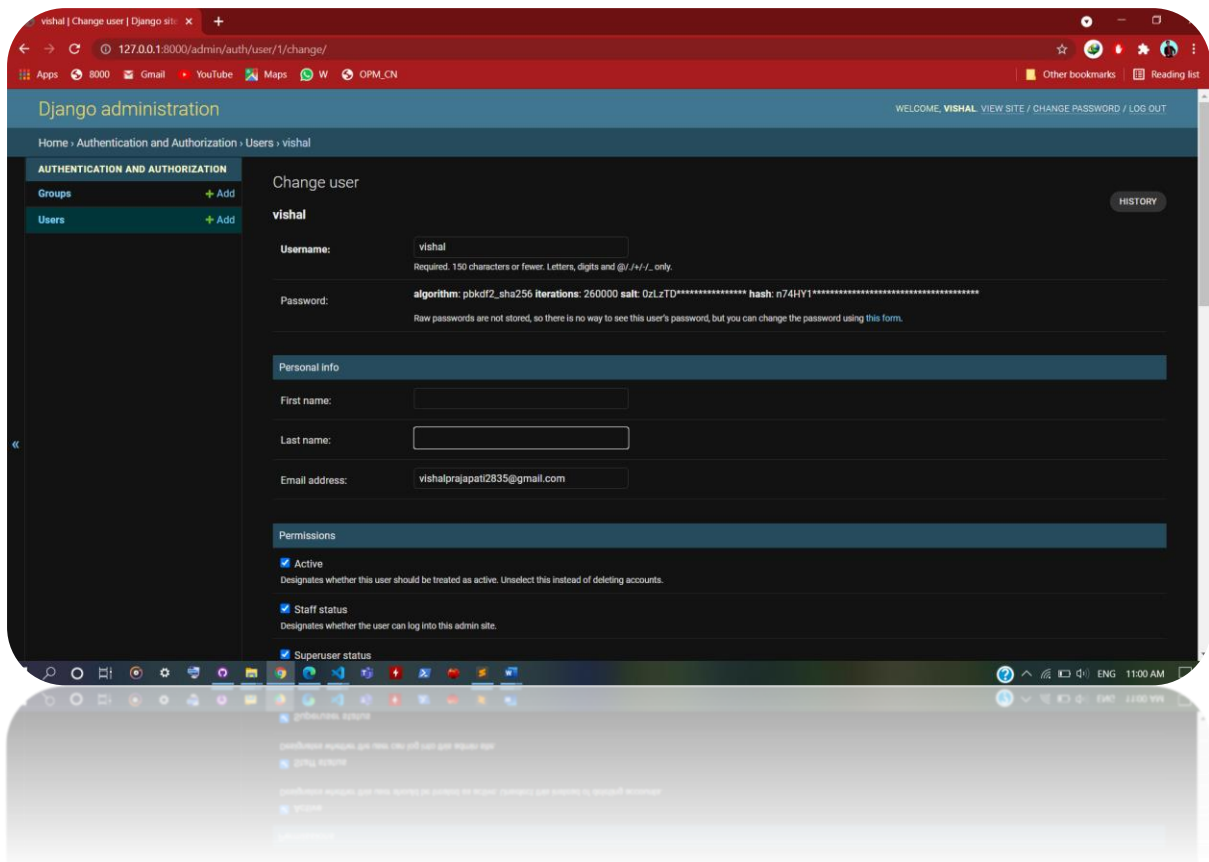 vishal | Change user | Django site
127.0.0.1:8000/admin/auth/user/1/change/
Apps 8000 Gmail YouTube Maps W OPM_CN Other bookmarks Reading list
Django administration
WELCOME, VISHAL. VIEW SITE / CHANGE PASSWORD / LOG OUT
Home › Authentication and Authorization › Users › vishal
AUTHENTICATION AND AUTHORIZATION
Groups + Add
Users + Add
Change user
HISTORY
vishal
Username: vishal
Required. 150 characters or fewer. Letters, digits and @/./+/-/_ only.
Password: algorithm: pbkdf2_sha256 iterations: 260000 salt: 0zLzTD**************** hash: n74HY1**************************************
Raw passwords are not stored, so there is no way to see this user's password, but you can change the password using this form.
Personal info
First name:
Last name:
Email address: vishalprajapati2835@gmail.com
Permissions
Active
Designates whether this user should be treated as active. Unselect this instead of deleting accounts.
Staff status
Designates whether the user can log into this admin site.
Superuser status
ENG 11:00 AM